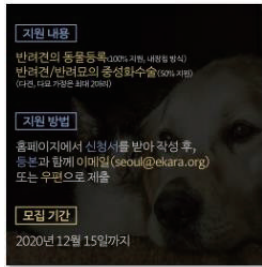 지원 내용
반려견의 동물등록(100% 지원, 내장칩 방식)
반려견/반려묘의 중성화수술(50% 지원)
(다견, 다묘 가정은 최대 2마리)
지원 방법
홈페이지에서 신청서를 받아 작성 후,
등본과 함께 이메일(seoul@ekara.org)
또는 우편으로 제출
모집 기간
2020년 12월 15일까지